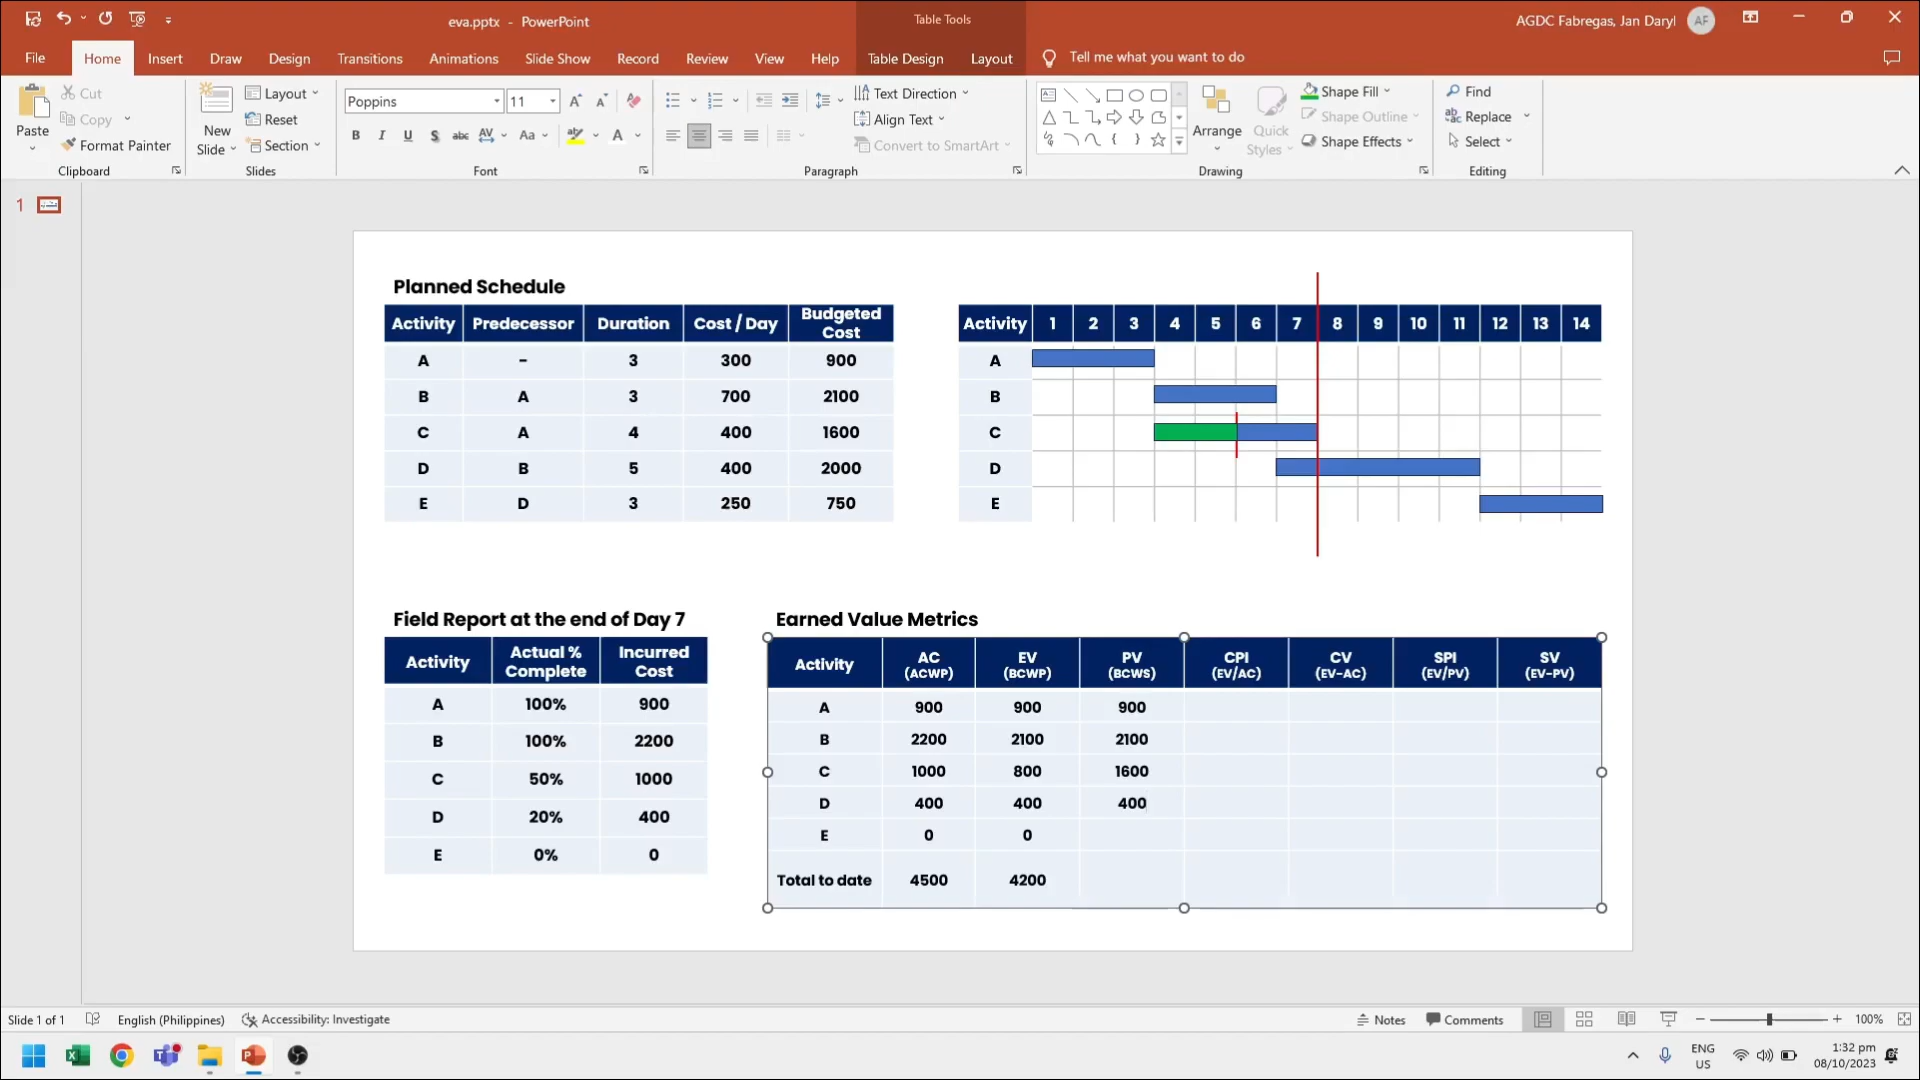 eva.pptx - PowerPoint
Table Tools
AGDC Fabregas, Jan Daryl
AF
File
Home
Insert
Draw
Design
Transitions
Animations
Slide Show
Record
Review
View
Help
Table Design
Layout
Tell me what you want to do
Paste
Cut
Copy
Format Painter
Clipboard
New
Slide
Layout
Reset
Section
Slides
Poppins
11
B I U S abc AV Aa A
Font
Text Direction
Align Text
Convert to SmartArt
Paragraph
Arrange
Quick
Styles
Shape Fill
Shape Outline
Shape Effects
Drawing
Find
Replace
Select
Editing
1
Planned Schedule
Activity Predecessor Duration Cost / Day Budgeted Cost
A - 3 300 900
B A 3 700 2100
C A 4 400 1600
D B 5 400 2000
E D 3 250 750
Activity 1 2 3 4 5 6 7 8 9 10 11 12 13 14
A
B
C
D
E
Field Report at the end of Day 7
Activity Actual % Complete Incurred Cost
A 100% 900
B 100% 2200
C 50% 1000
D 20% 400
E 0% 0
Earned Value Metrics
Activity AC (ACWP) EV (BCWP) PV (BCWS) CPI (EV/AC) CV (EV-AC) SPI (EV/PV) SV (EV-PV)
A 900 900 900
B 2200 2100 2100
C 1000 800 1600
D 400 400 400
E 0 0
Total to date 4500 4200
Slide 1 of 1
English (Philippines)
Accessibility: Investigate
Notes
Comments
100%
ENG
US
1:32 pm
08/10/2023